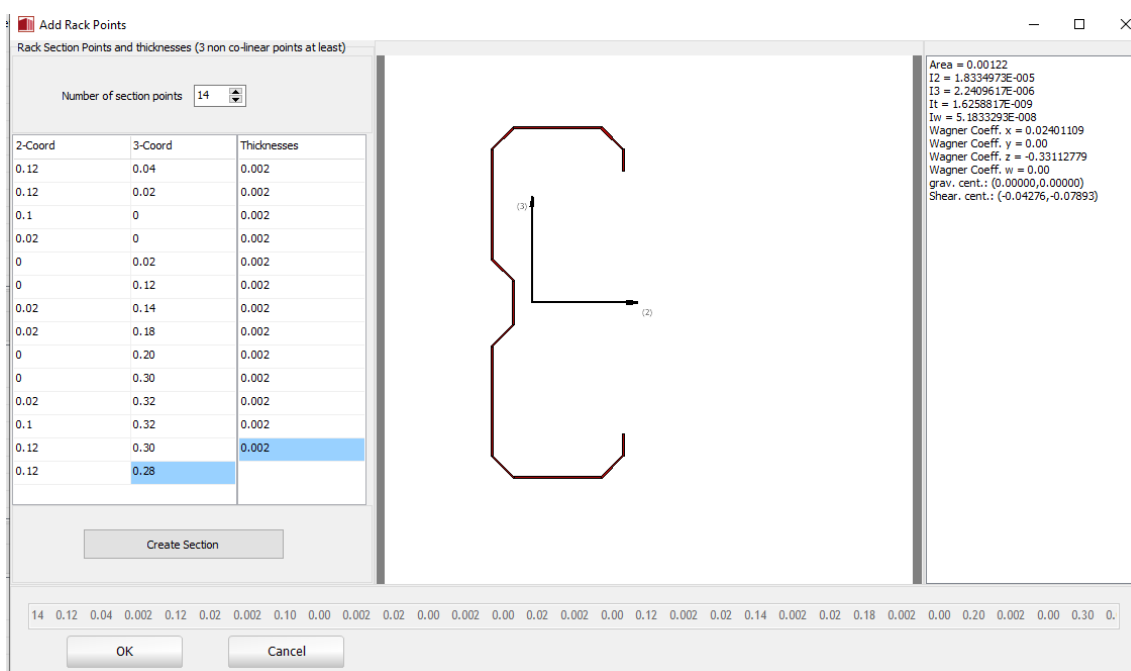 Add Rack Points
Rack Section Points and thicknesses (3 non co-linear points at least)
Number of section points 14
2-Coord 3-Coord Thicknesses
0.12 0.04 0.002
0.12 0.02 0.002
0.1 0 0.002
0.02 0 0.002
0 0.02 0.002
0 0.12 0.002
0.02 0.14 0.002
0.02 0.18 0.002
0 0.20 0.002
0 0.30 0.002
0.02 0.32 0.002
0.1 0.32 0.002
0.12 0.30 0.002
0.12 0.28
Create Section
(3)
(2)
Area = 0.00122
I2 = 1.8334973E-005
I3 = 2.2409617E-006
It = 1.6258817E-009
Iw = 5.1833293E-008
Wagner Coeff. x = 0.02401109
Wagner Coeff. y = 0.00
Wagner Coeff. z = -0.33112779
Wagner Coeff. w = 0.00
grav. cent.: (0.00000,0.00000)
Shear. cent.: (-0.04276,-0.07893)
14 0.12 0.04 0.002 0.12 0.02 0.002 0.10 0.00 0.002 0.02 0.00 0.002 0.00 0.02 0.002 0.00 0.12 0.002 0.02 0.14 0.002 0.02 0.18 0.002 0.00 0.20 0.002 0.00 0.30 0.
OK Cancel